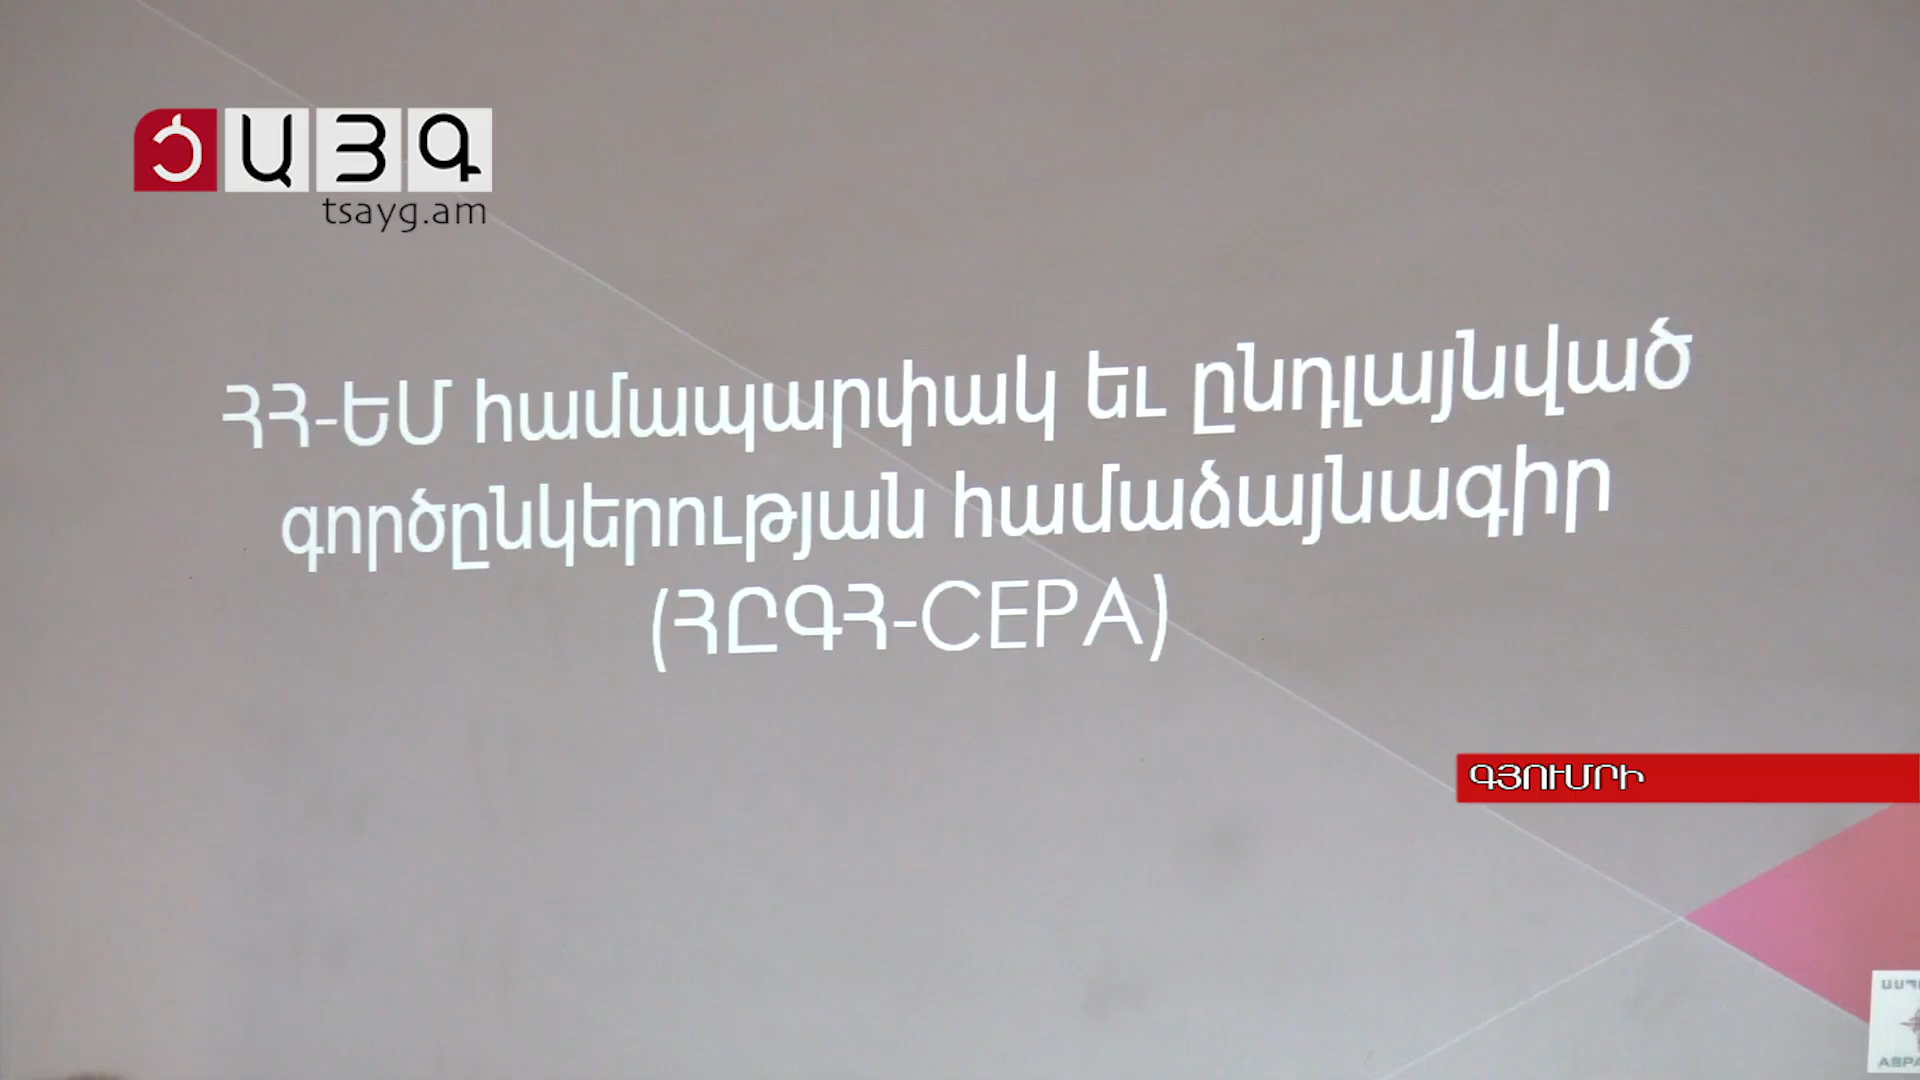 ԾԱՅԳ
tsayg.am
ՀՀ-ԵՄ համապարփակ եւ ընդլայնված
գործընկերության համաձայնագիր
(ՀԸԳՀ-CEPA)
ԳՅՈՒՄՐԻ